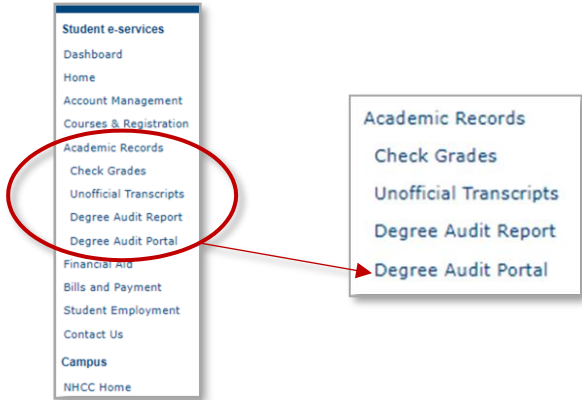 Student e-services
Dashboard
Home
Account Management
Courses & Registration
Academic Records
Check Grades
Unofficial Transcripts
Degree Audit Report
Degree Audit Portal
Financial Aid
Bills and Payment
Student Employment
Contact Us
Campus
NHCC Home
Academic Records
Check Grades
Unofficial Transcripts
Degree Audit Report
Degree Audit Portal